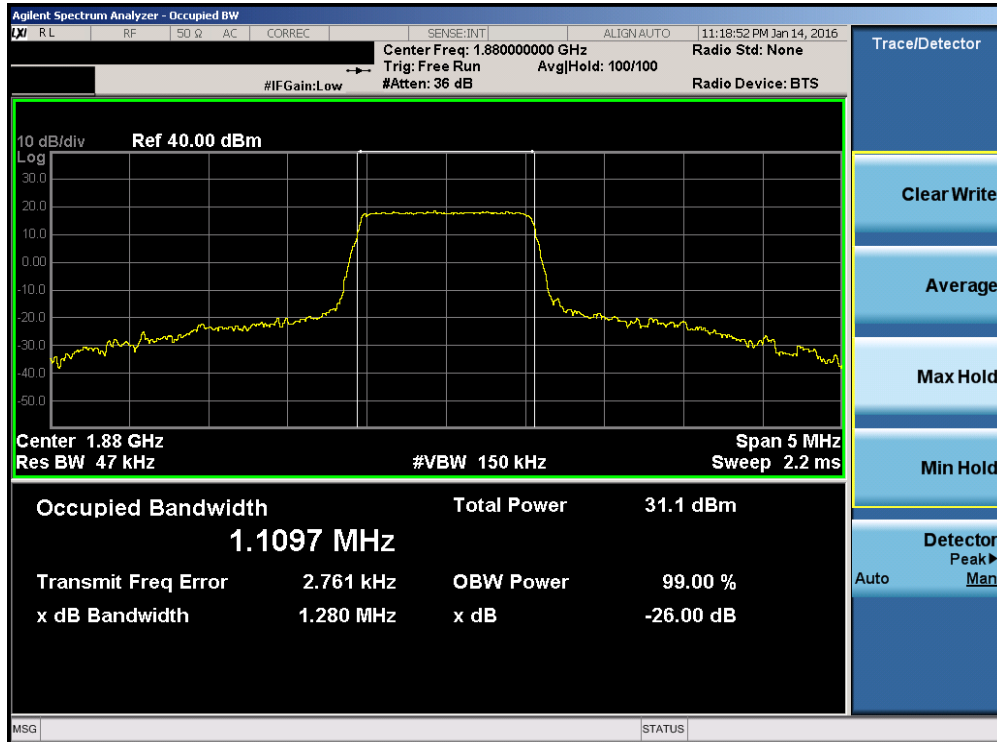 Agilent Spectrum Analyzer - Occupied BW
LXI RL RF 50 Ω AC CORREC SENSE:INT ALIGN AUTO 11:18:52 PM Jan 14, 2016
Center Freq: 1.880000000 GHz Radio Std: None
Trig: Free Run Avg|Hold: 100/100
#IFGain:Low #Atten: 36 dB Radio Device: BTS
10 dB/div Ref 40.00 dBm
Log
30.0
20.0
10.0
0.00
-10.0
-20.0
-30.0
-40.0
-50.0
Center 1.88 GHz Span 5 MHz
Res BW 47 kHz #VBW 150 kHz Sweep 2.2 ms
Occupied Bandwidth Total Power 31.1 dBm
1.1097 MHz
Transmit Freq Error 2.761 kHz OBW Power 99.00 %
x dB Bandwidth 1.280 MHz x dB -26.00 dB
MSG STATUS
Trace/Detector
Clear Write
Average
Max Hold
Min Hold
Detector
Peak▶
Auto Man